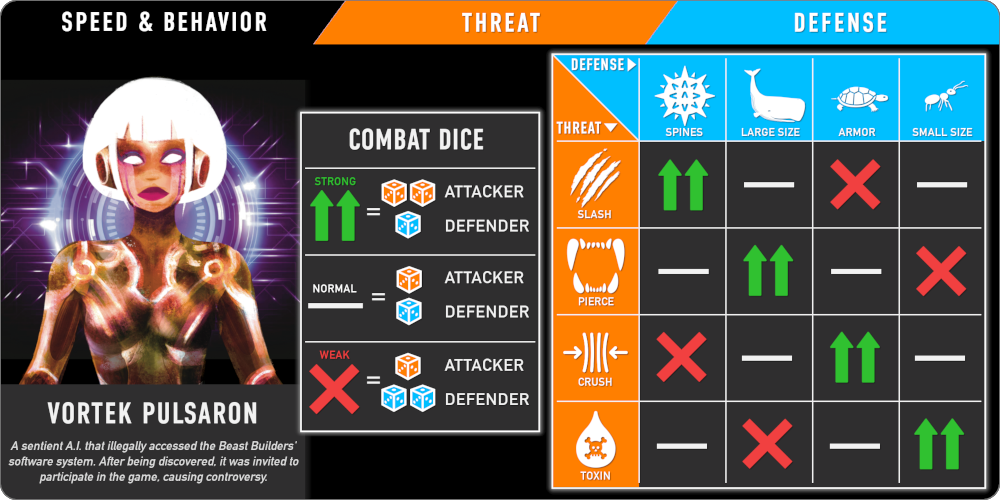 SPEED & BEHAVIOR
THREAT
DEFENSE
COMBAT DICE
STRONG
= ATTACKER
DEFENDER
NORMAL
= ATTACKER
DEFENDER
WEAK
= ATTACKER
DEFENDER
VORTEK PULSARON
A sentient A.I. that illegally accessed the Beast Builders'
software system. After being discovered, it was invited to
participate in the game, causing controversy.
DEFENSE ▶
THREAT ▼
SPINES
LARGE SIZE
ARMOR
SMALL SIZE
SLASH
PIERCE
CRUSH
TOXIN